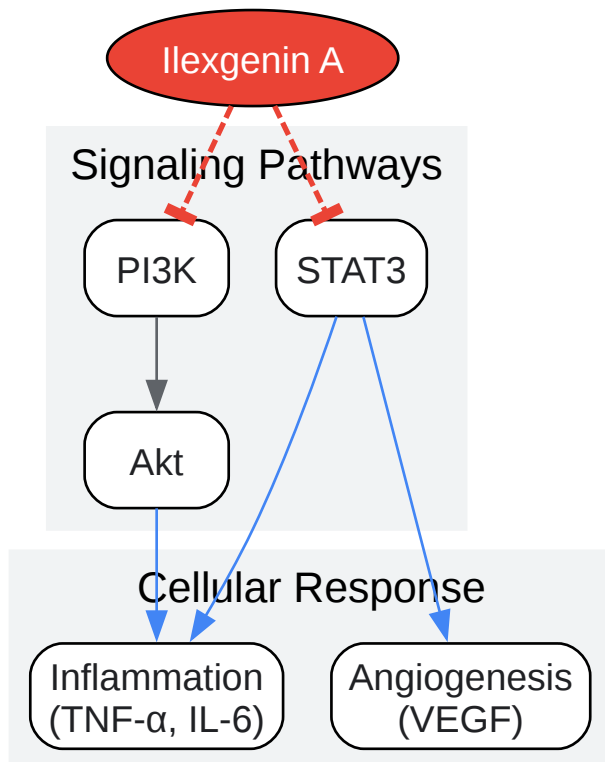 Ilexgenin A
Signaling Pathways
PI3K
STAT3
Akt
Cellular Response
Inflammation
(TNF-α, IL-6)
Angiogenesis
(VEGF)